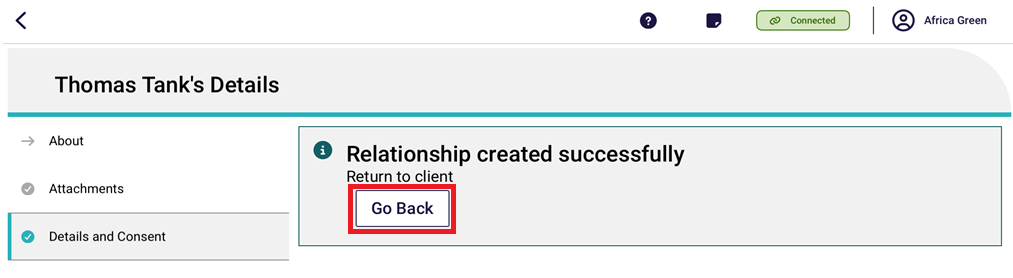 Connected
Africa Green
Thomas Tank's Details
About
Attachments
Details and Consent
Relationship created successfully
Return to client
Go Back